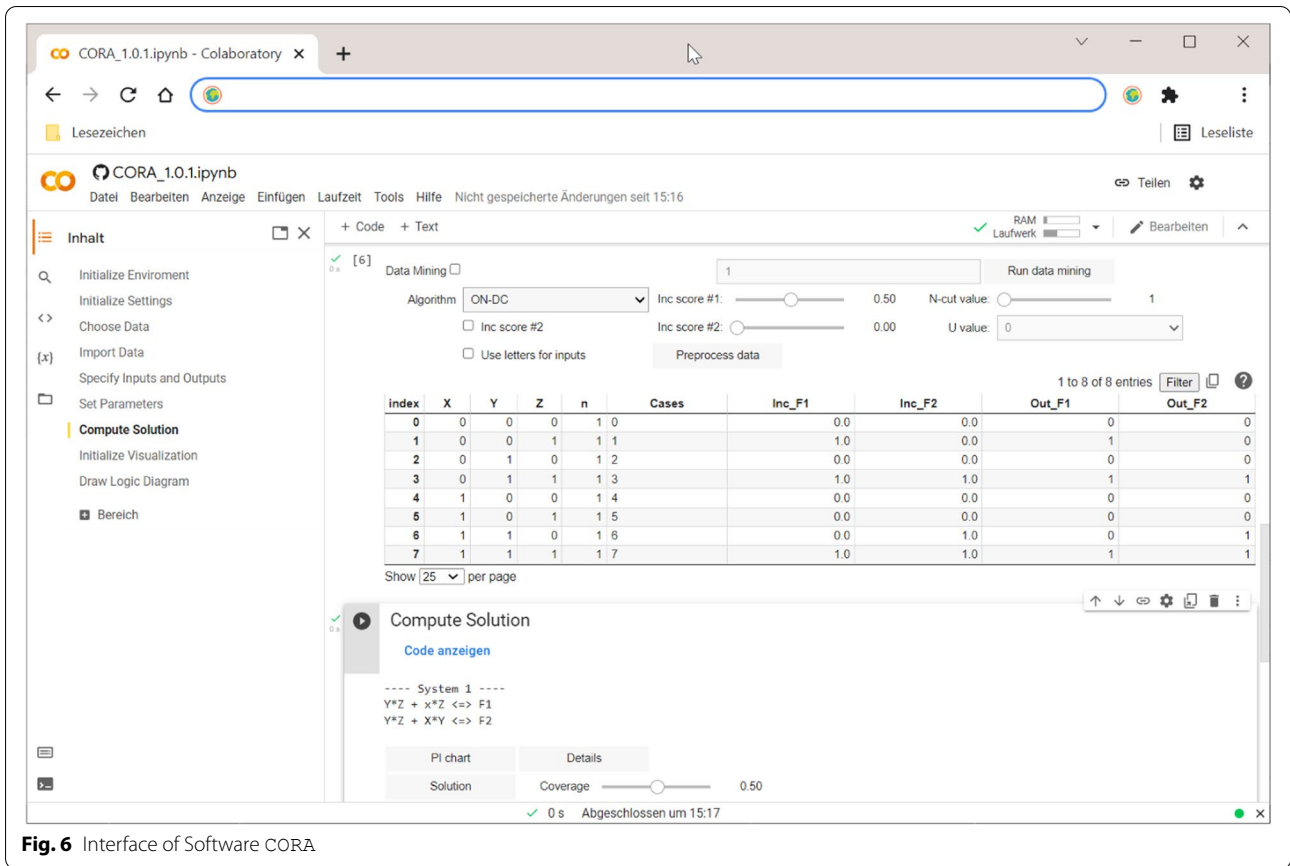 CORA_1.0.1.ipynb - Colaboratory
Lesezeichen
Leseliste
CORA_1.0.1.ipynb
Datei Bearbeiten Anzeige Einfügen Laufzeit Tools Hilfe Nicht gespeicherte Änderungen seit 15:16
Teilen
Inhalt
+ Code + Text
RAM
Laufwerk
Bearbeiten
Initialize Enviroment
Initialize Settings
Choose Data
Import Data
Specify Inputs and Outputs
Set Parameters
Compute Solution
Initialize Visualization
Draw Logic Diagram
Bereich
{x}
[6]
0 s
Data Mining 1 Run data mining
Algorithm ON-DC Inc score #1: 0.50 N-cut value: 1
Inc score #2 Inc score #2: 0.00 U value: 0
Use letters for inputs Preprocess data
1 to 8 of 8 entries Filter
index X Y Z n Cases Inc_F1 Inc_F2 Out_F1 Out_F2
0 0 0 0 1 0 0.0 0.0 0 0
1 0 0 1 1 1 1.0 0.0 1 0
2 0 1 0 1 2 0.0 0.0 0 0
3 0 1 1 1 3 1.0 1.0 1 1
4 1 0 0 1 4 0.0 0.0 0 0
5 1 0 1 1 5 0.0 0.0 0 0
6 1 1 0 1 6 0.0 1.0 0 1
7 1 1 1 1 7 1.0 1.0 1 1
Show 25 per page
0 s
Compute Solution
Code anzeigen
---- System 1 ----
Y*Z + x*Z <=> F1
Y*Z + X*Y <=> F2
PI chart Details
Solution Coverage 0.50
0 s Abgeschlossen um 15:17
Fig. 6 Interface of Software CORA